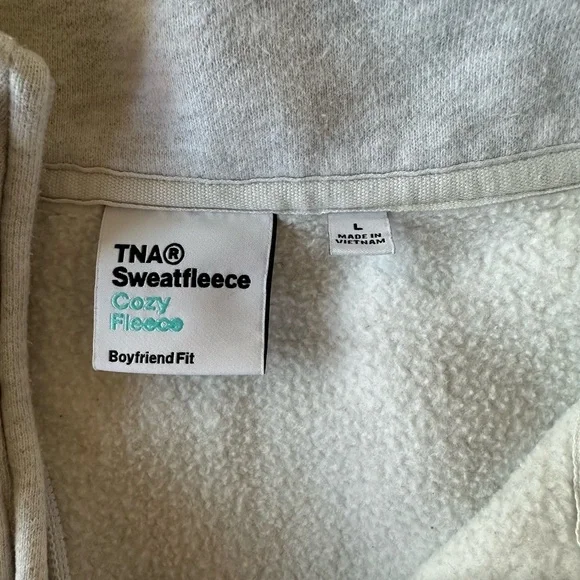 TNA®
Sweatfleece
Cozy
Fleece
Boyfriend Fit
L
MADE IN
VIETNAM